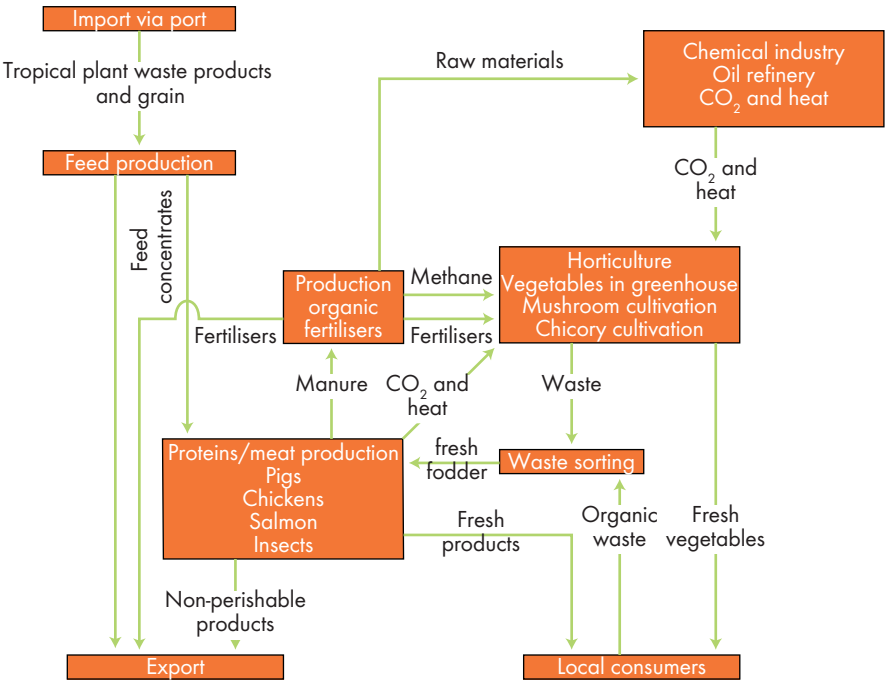 Import via port
Tropical plant waste products
and grain
Feed production
Feed
concentrates
Raw materials
Chemical industry
Oil refinery
CO₂ and heat
CO₂ and
heat
Production
organic
fertilisers
Methane
Fertilisers
Fertilisers
Horticulture
Vegetables in greenhouse
Mushroom cultivation
Chicory cultivation
Manure
CO₂ and
heat
Waste
Proteins/meat production
Pigs
Chickens
Salmon
Insects
fresh
fodder
Waste sorting
Fresh
products
Organic
waste
Fresh
vegetables
Non-perishable
products
Export
Local consumers